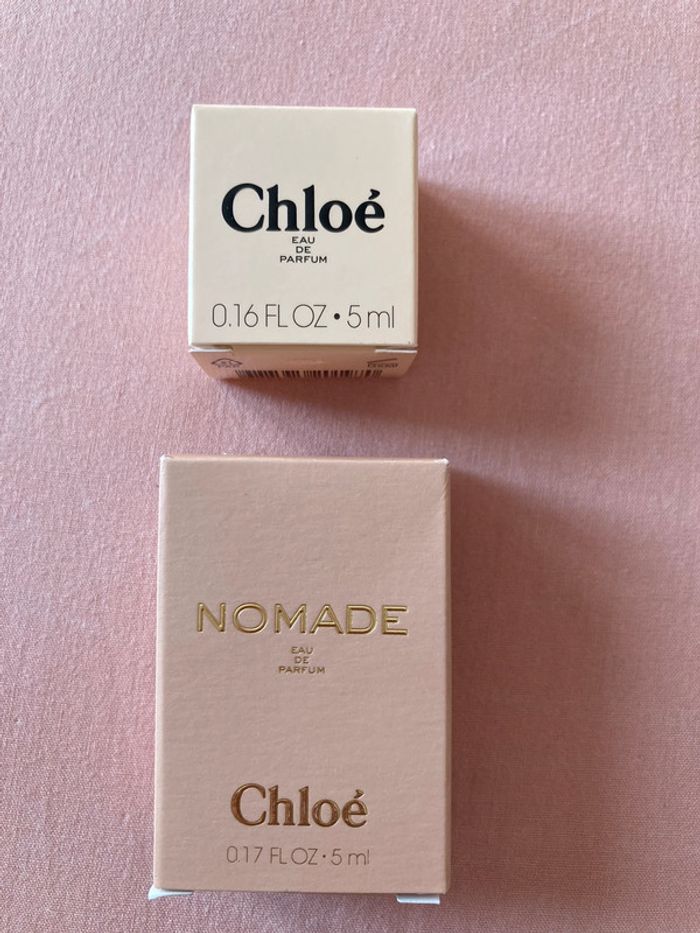 Chloé
EAU
DE
PARFUM
0.16 FL OZ • 5 ml
NOMADE
EAU
DE
PARFUM
Chloé
0.17 FL OZ • 5 ml